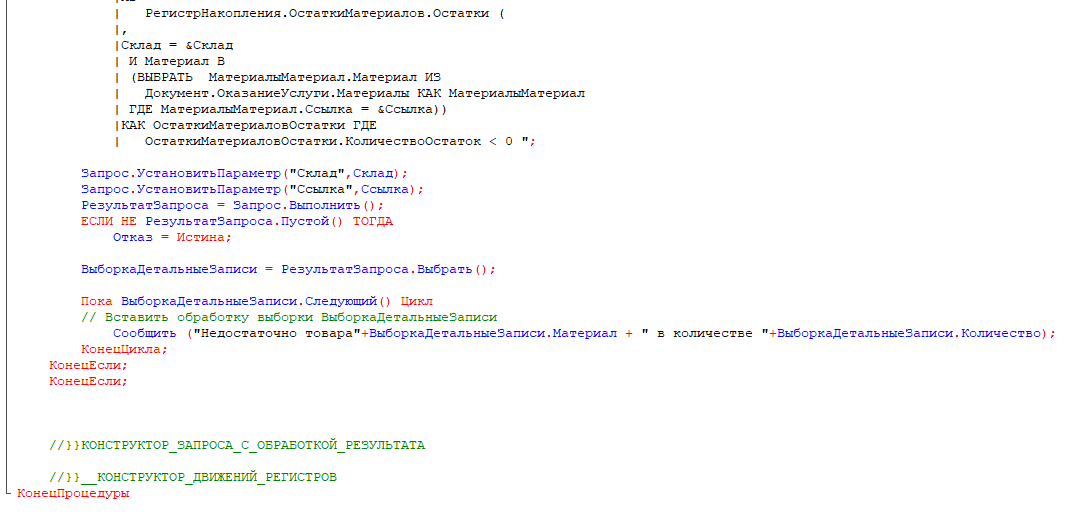 |   РегистрНакопления.ОстаткиМатериалов.Остатки (
|,
|Склад = &Склад
| И Материал В
| (ВЫБРАТЬ  МатериалыМатериал.Материал ИЗ
|   Документ.ОказаниеУслуги.Материалы КАК МатериалыМатериал
| ГДЕ МатериалыМатериал.Ссылка = &Ссылка))
|КАК ОстаткиМатериаловОстатки ГДЕ
|   ОстаткиМатериаловОстатки.КоличествоОстаток < 0 ";
Запрос.УстановитьПараметр("Склад",Склад);
Запрос.УстановитьПараметр("Ссылка",Ссылка);
РезультатЗапроса = Запрос.Выполнить();
ЕСЛИ НЕ РезультатЗапроса.Пустой() ТОГДА
Отказ = Истина;
ВыборкаДетальныеЗаписи = РезультатЗапроса.Выбрать();
Пока ВыборкаДетальныеЗаписи.Следующий() Цикл
// Вставить обработку выборки ВыборкаДетальныеЗаписи
Сообщить ("Недостаточно товара"+ВыборкаДетальныеЗаписи.Материал + " в количестве "+ВыборкаДетальныеЗаписи.Количество);
КонецЦикла;
КонецЕсли;
КонецЕсли;
//}}КОНСТРУКТОР_ЗАПРОСА_С_ОБРАБОТКОЙ_РЕЗУЛЬТАТА
//}}__КОНСТРУКТОР_ДВИЖЕНИЙ_РЕГИСТРОВ
КонецПроцедуры